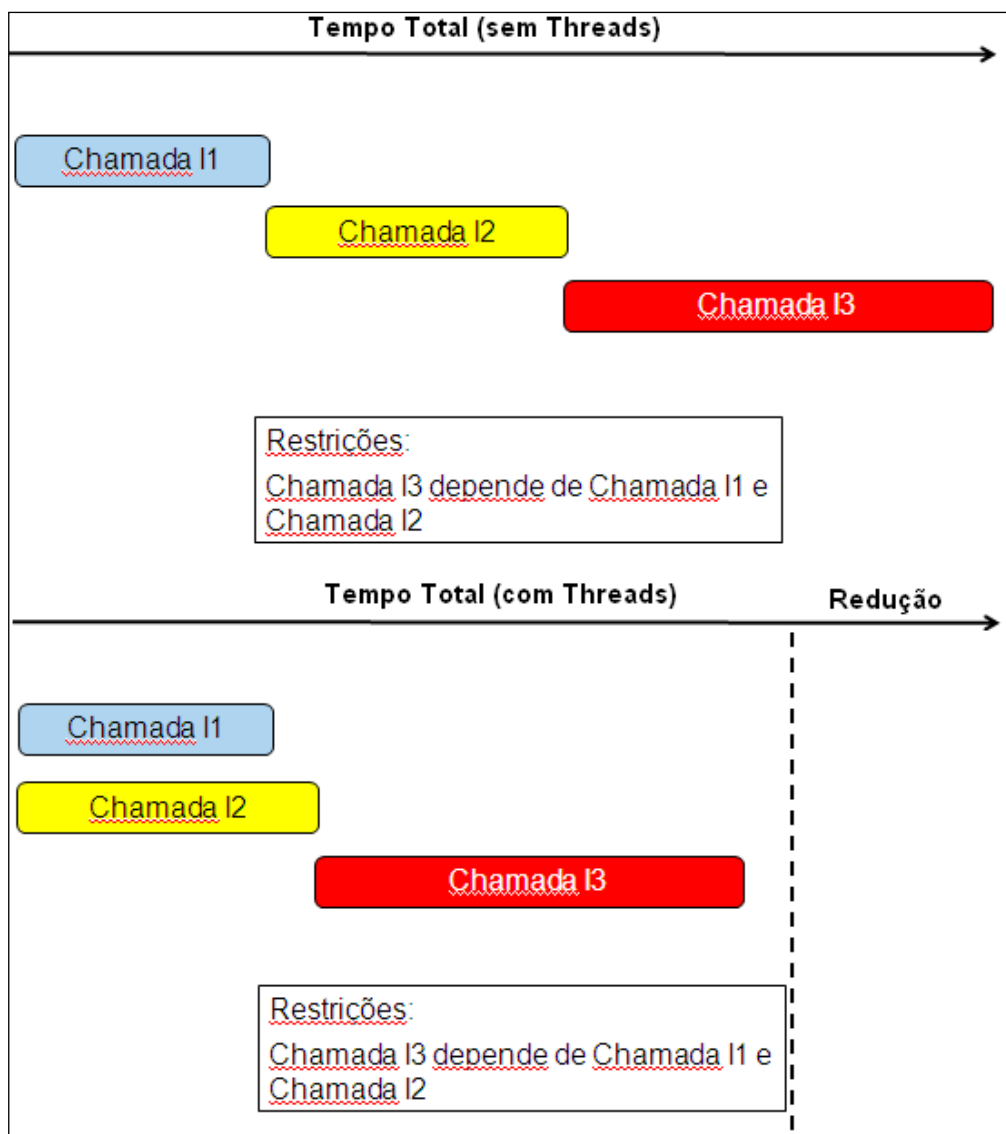 Tempo Total (sem Threads)
Chamada I1
Chamada I2
Chamada I3
Restrições:
Chamada I3 depende de Chamada I1 e
Chamada I2
Tempo Total (com Threads)
Redução
Chamada I1
Chamada I2
Chamada I3
Restrições:
Chamada I3 depende de Chamada I1 e
Chamada I2